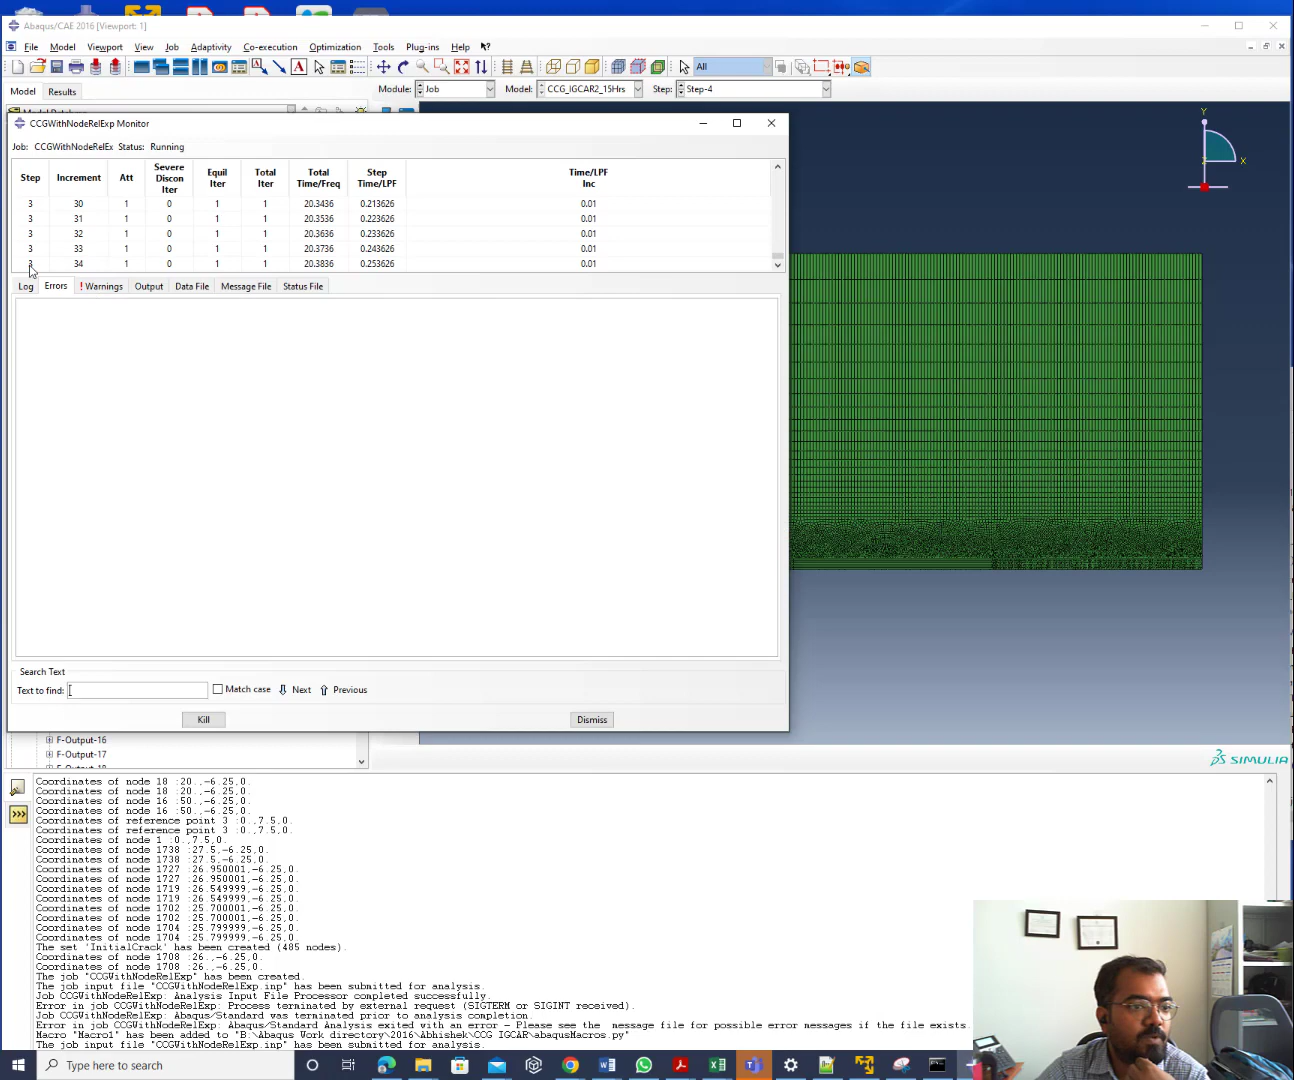 Abaqus/CAE 2016 [Viewport: 1]
File Model Viewport View Job Adaptivity Co-execution Optimization Tools Plug-ins Help
All
Model Results Module: Job Model: CCG_IGCAR2_15Hrs Step: Step-4
CCGWithNodeRelExp Monitor
Job: CCGWithNodeRelEx Status: Running
Step Increment Att Severe Discon Iter Equil Iter Total Iter Total Time/Freq Step Time/LPF Time/LPF Inc
3 30 1 0 1 1 20.3436 0.213626 0.01
3 31 1 0 1 1 20.3536 0.223626 0.01
3 32 1 0 1 1 20.3636 0.233626 0.01
3 33 1 0 1 1 20.3736 0.243626 0.01
3 34 1 0 1 1 20.3836 0.253626 0.01
Log Errors ! Warnings Output Data File Message File Status File
Search Text
Text to find: Match case Next Previous
Kill Dismiss
F-Output-16
F-Output-17
Y
X
SIMULIA
Coordinates of node 18 :20.,-6.25,0.
Coordinates of node 18 :20.,-6.25,0.
Coordinates of node 16 :50.,-6.25,0.
Coordinates of node 16 :50.,-6.25,0.
Coordinates of reference point 3 :0.,7.5,0.
Coordinates of reference point 3 :0.,7.5,0.
Coordinates of node 1 :0.,7.5,0.
Coordinates of node 1738 :27.5,-6.25,0.
Coordinates of node 1738 :27.5,-6.25,0.
Coordinates of node 1727 :26.950001,-6.25,0.
Coordinates of node 1727 :26.950001,-6.25,0.
Coordinates of node 1719 :26.549999,-6.25,0.
Coordinates of node 1719 :26.549999,-6.25,0.
Coordinates of node 1702 :25.700001,-6.25,0.
Coordinates of node 1702 :25.700001,-6.25,0.
Coordinates of node 1704 :25.799999,-6.25,0.
Coordinates of node 1704 :25.799999,-6.25,0.
The set 'InitialCrack' has been created (485 nodes).
Coordinates of node 1708 :26.,-6.25,0.
Coordinates of node 1708 :26.,-6.25,0.
The job "CCGWithNodeRelExp" has been created.
The job input file "CCGWithNodeRelExp.inp" has been submitted for analysis.
Job CCGWithNodeRelExp: Analysis Input File Processor completed successfully.
Error in job CCGWithNodeRelExp: Process terminated by external request (SIGTERM or SIGINT received).
Job CCGWithNodeRelExp: Abaqus/Standard was terminated prior to analysis completion.
Error in job CCGWithNodeRelExp: Abaqus/Standard Analysis exited with an error - Please see the message file for possible error messages if the file exists.
Macro "Macro1" has been added to "B:\Abaqus Work directory\2016\Abhishek\CCG IGCAR\abaqusMacros.py"
The job input file "CCGWithNodeRelExp.inp" has been submitted for analysis.
Type here to search